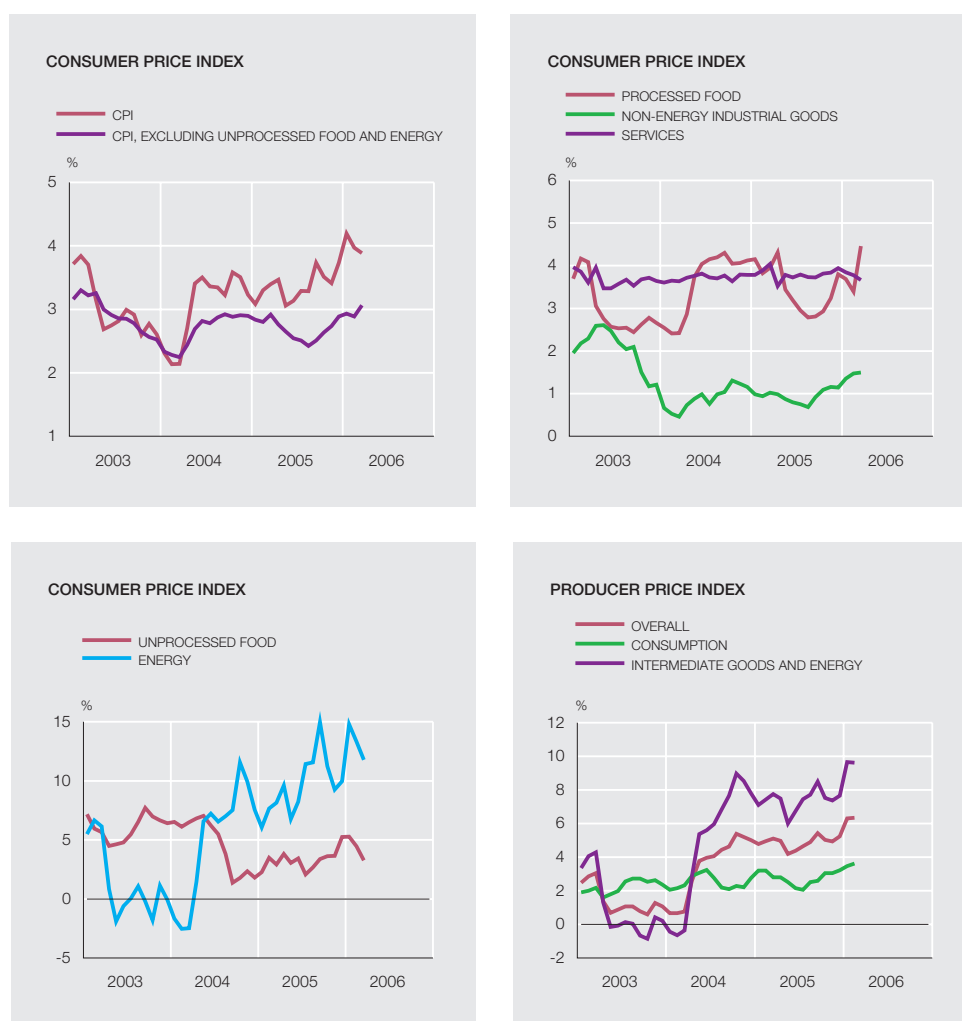 CONSUMER PRICE INDEX
CPI
CPI, EXCLUDING UNPROCESSED FOOD AND ENERGY
%
5
4
3
2
1
2003 2004 2005 2006
CONSUMER PRICE INDEX
PROCESSED FOOD
NON-ENERGY INDUSTRIAL GOODS
SERVICES
%
6
5
4
3
2
1
0
2003 2004 2005 2006
CONSUMER PRICE INDEX
UNPROCESSED FOOD
ENERGY
%
15
10
5
0
-5
2003 2004 2005 2006
PRODUCER PRICE INDEX
OVERALL
CONSUMPTION
INTERMEDIATE GOODS AND ENERGY
%
12
10
8
6
4
2
0
-2
2003 2004 2005 2006